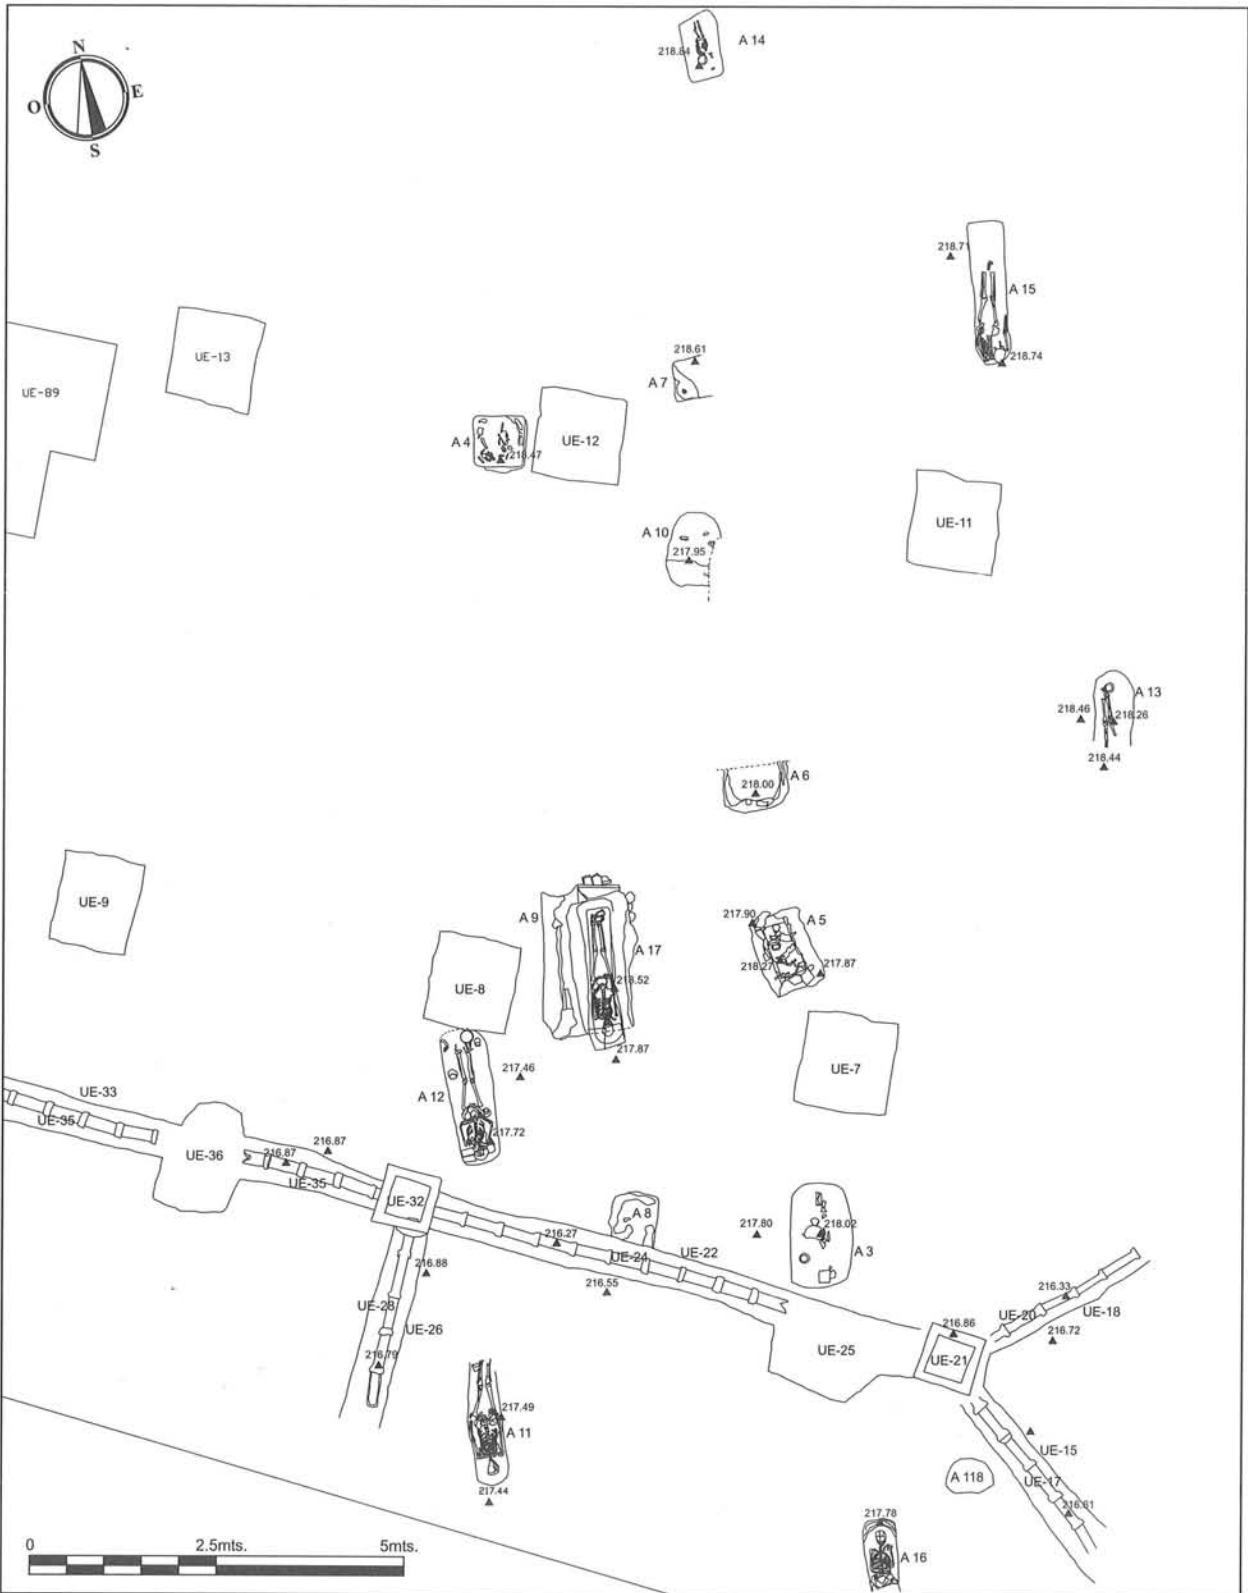 N
O
E
S
218.84
A 14
218.71
A 15
218.74
UE-13
UE-89
218.61
A 7
A 4
218.47
UE-12
UE-11
A 10
217.95
A 13
218.46
218.26
218.44
A 6
218.00
UE-9
A 9
A 17
218.52
217.87
217.90
A 5
218.27
217.87
UE-8
UE-7
217.46
A 12
217.72
UE-33
UE-35
UE-36
216.87
216.87
UE-35
UE-32
A 8
217.80
218.02
A 3
216.27
UE-24
UE-22
216.88
216.55
UE-28
UE-26
216.79
216.33
UE-20
UE-18
216.86
216.72
UE-25
UE-21
217.49
A 11
217.44
UE-15
A 118
UE-17
216.61
217.78
A 16
0
2.5mts.
5mts.